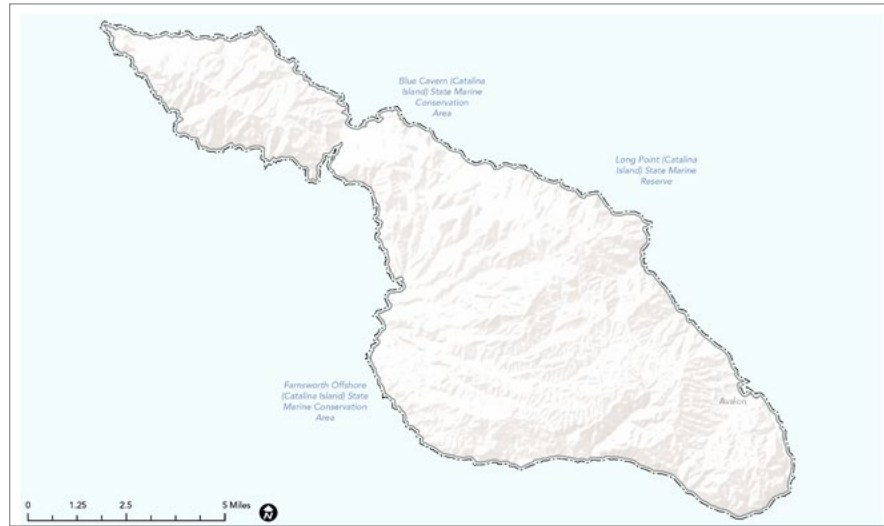 Blue Cavern (Catalina
Island) State Marine
Conservation
Area
Long Point (Catalina
Island) State Marine
Reserve
Farnsworth Offshore
(Catalina Island) State
Marine Conservation
Area
Avalon
0 1.25 2.5 5 Miles
N